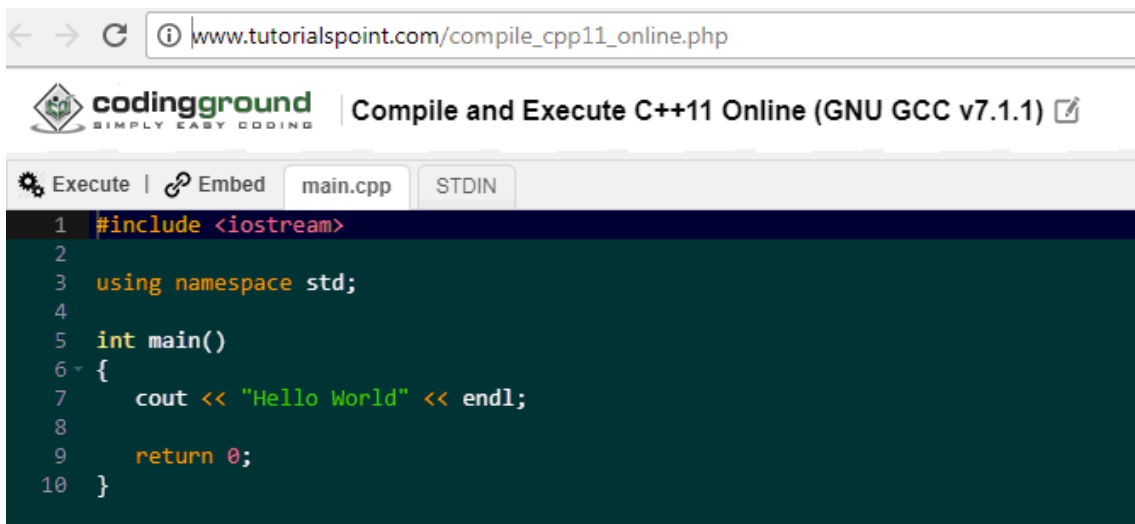 www.tutorialspoint.com/compile_cpp11_online.php
codingground
SIMPLY EASY CODING
Compile and Execute C++11 Online (GNU GCC v7.1.1)
Execute | Embed main.cpp STDIN
1 #include <iostream>
2
3 using namespace std;
4
5 int main()
6 {
7 cout << "Hello World" << endl;
8
9 return 0;
10 }